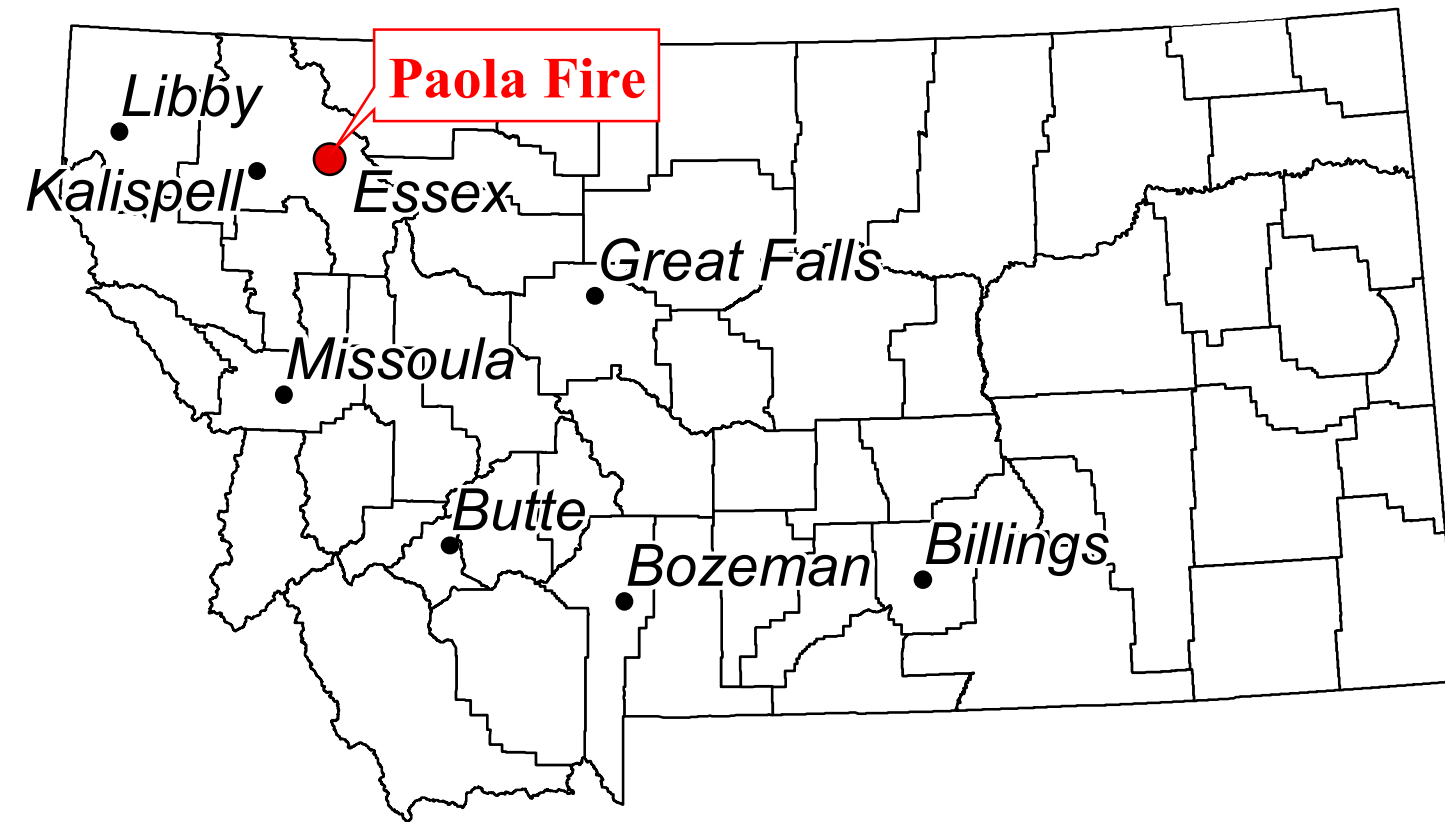 Paola Fire
Libby
Kalispell
Essex
Great Falls
Missoula
Butte
Bozeman
Billings